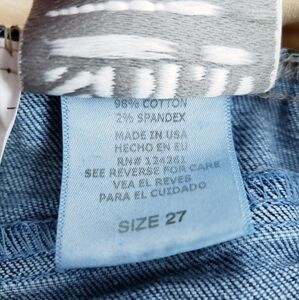 98% COTTON
2% SPANDEX
MADE IN USA
HECHO EN EU
RN# 124261
SEE REVERSE FOR CARE
VEA EL REVES
PARA EL CUIDADO
SIZE 27